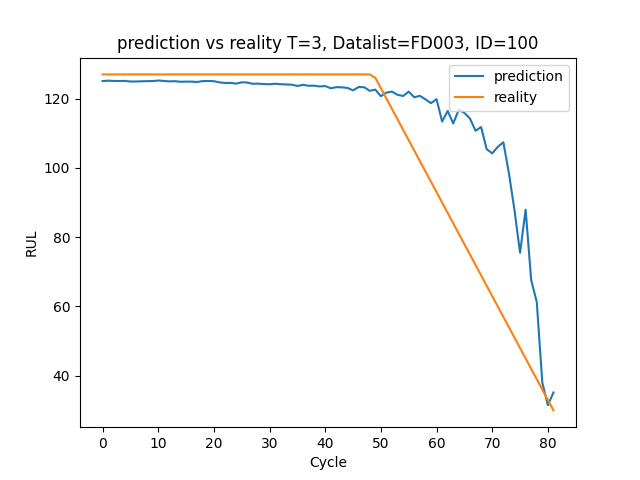 prediction vs reality T=3, Datalist=FD003, ID=100
prediction
reality
120
100
80
60
40
RUL
0 10 20 30 40 50 60 70 80
Cycle